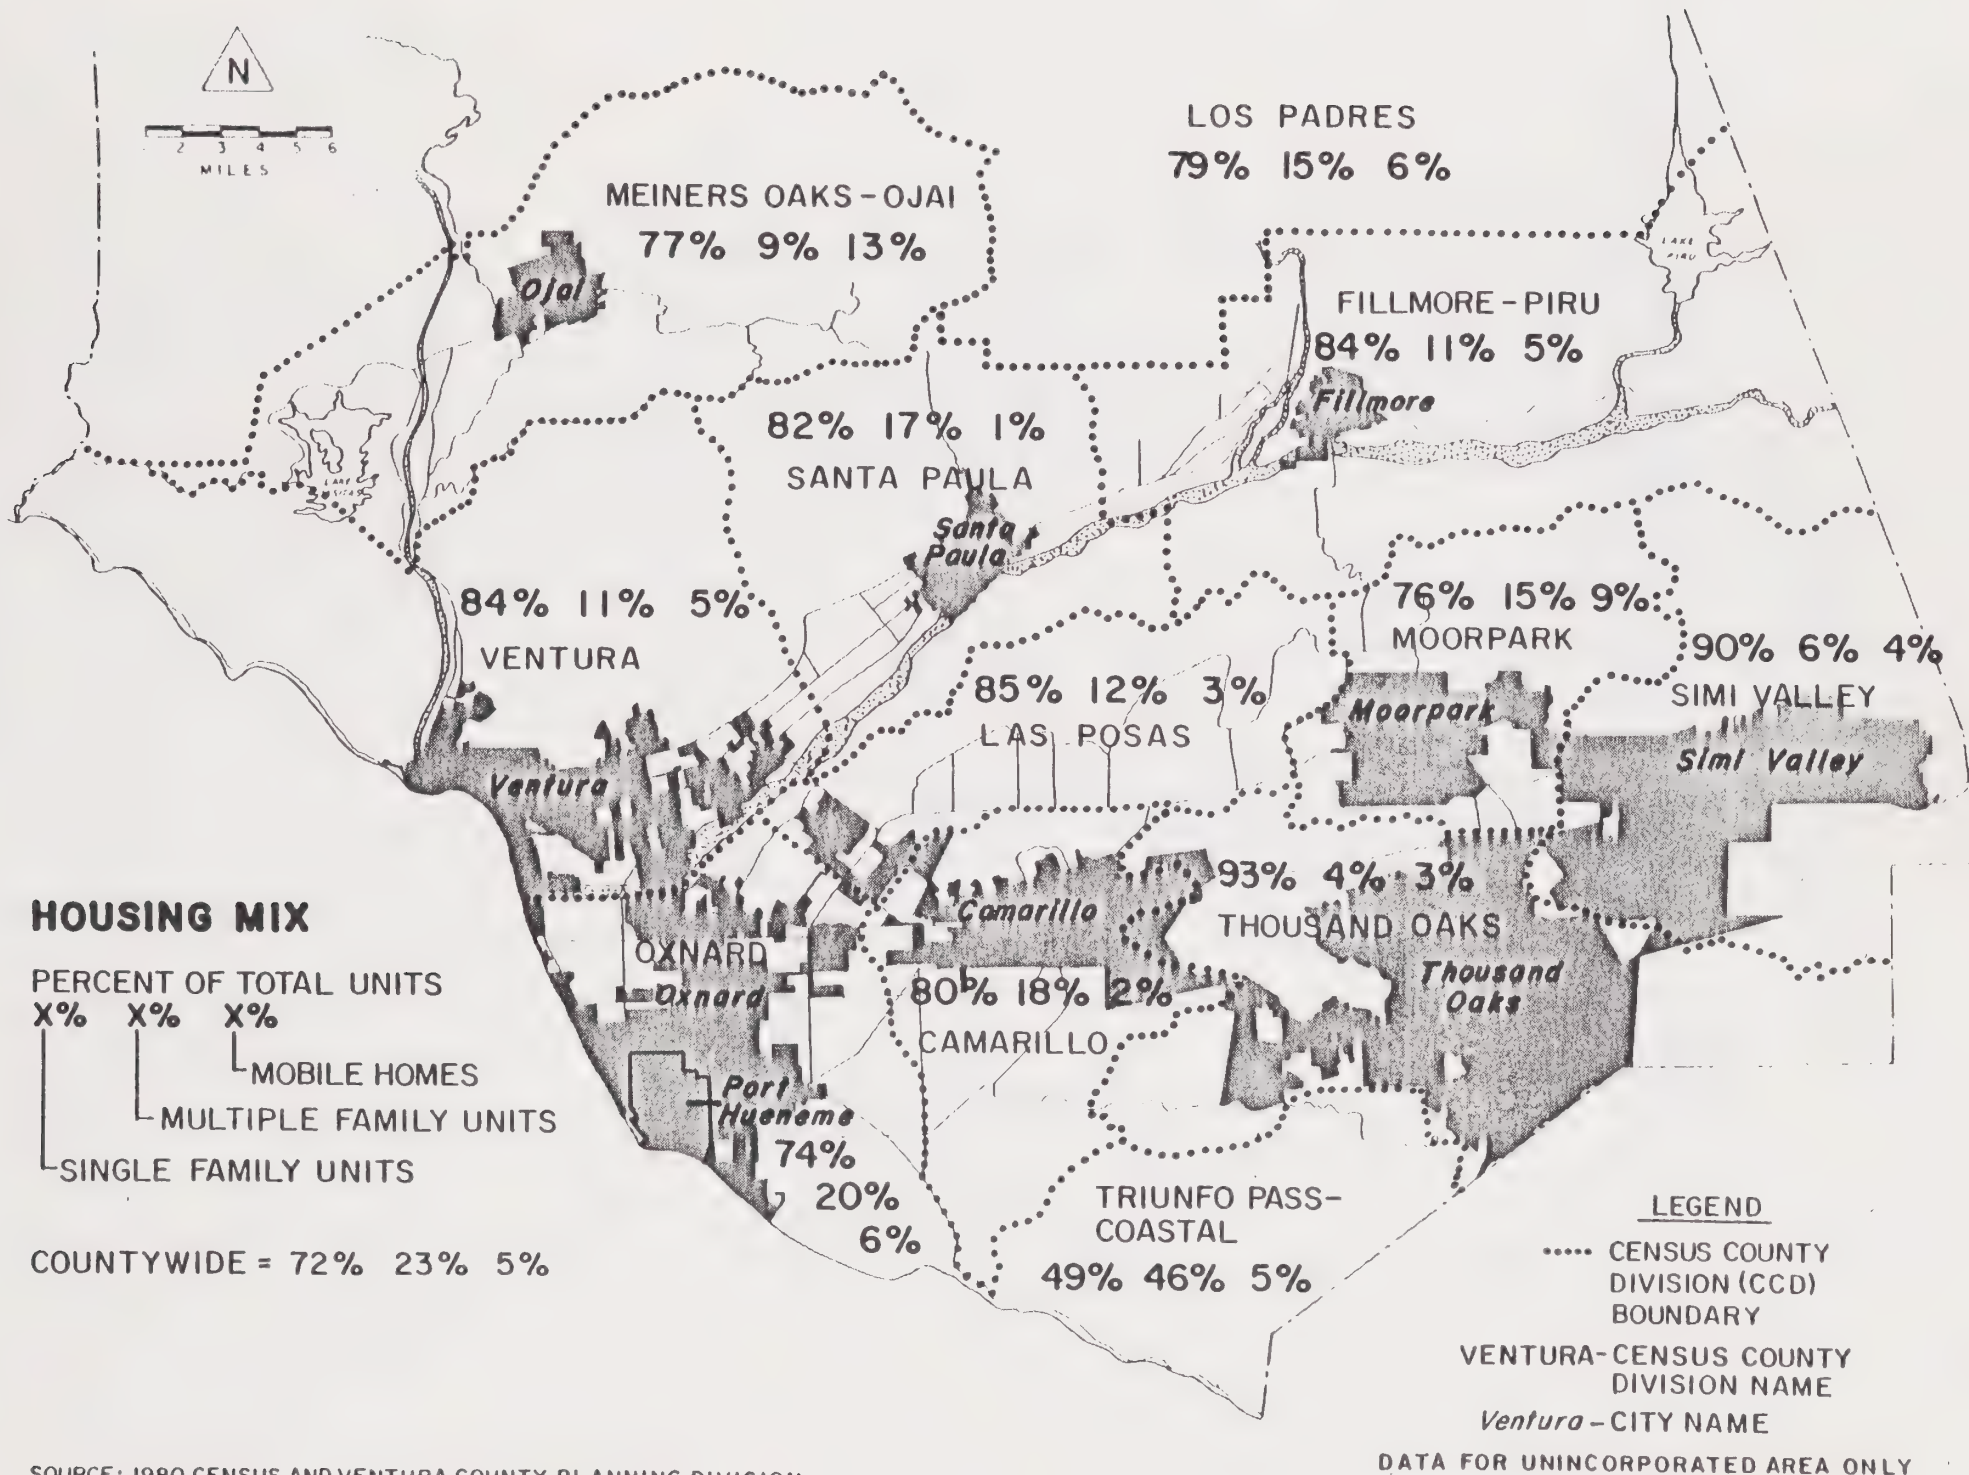 N
2 3 4 5 6
MILES
LOS PADRES
79% 15% 6%
MEINERS OAKS-OJAI
77% 9% 13%
Ojai
LAKE
PIRU
FILLMORE-PIRU
84% 11% 5%
Fillmore
82% 17% 1%
SANTA PAULA
Santa
Paula
LAKE
84% 11% 5%
VENTURA
76% 15% 9%
MOORPARK
90% 6% 4%
SIMI VALLEY
85% 12% 3%
LAS POSAS
Moorpark
Simi Valley
Ventura
93% 4% 3%
THOUSAND OAKS
Camarillo
OXNARD
Oxnard
Thousand
Oaks
80% 18% 2%
CAMARILLO
Port
Hueneme
74%
20%
6%
TRIUNFO PASS-
COASTAL
49% 46% 5%
HOUSING MIX
PERCENT OF TOTAL UNITS
X% X% X%
MOBILE HOMES
MULTIPLE FAMILY UNITS
SINGLE FAMILY UNITS
COUNTYWIDE = 72% 23% 5%
LEGEND
CENSUS COUNTY
DIVISION (CCD)
BOUNDARY
VENTURA-CENSUS COUNTY
DIVISION NAME
Ventura-CITY NAME
DATA FOR UNINCORPORATED AREA ONLY
SOURCE: 1980 CENSUS AND VENTURA COUNTY PLANNING DIVISION